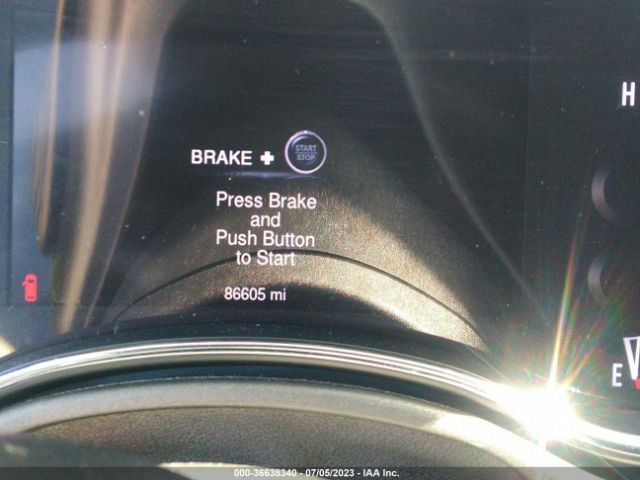 H
BRAKE + START STOP
Press Brake
and
Push Button
to Start
86605 mi
E
000-36638340 - 07/05/2023 - IAA Inc.